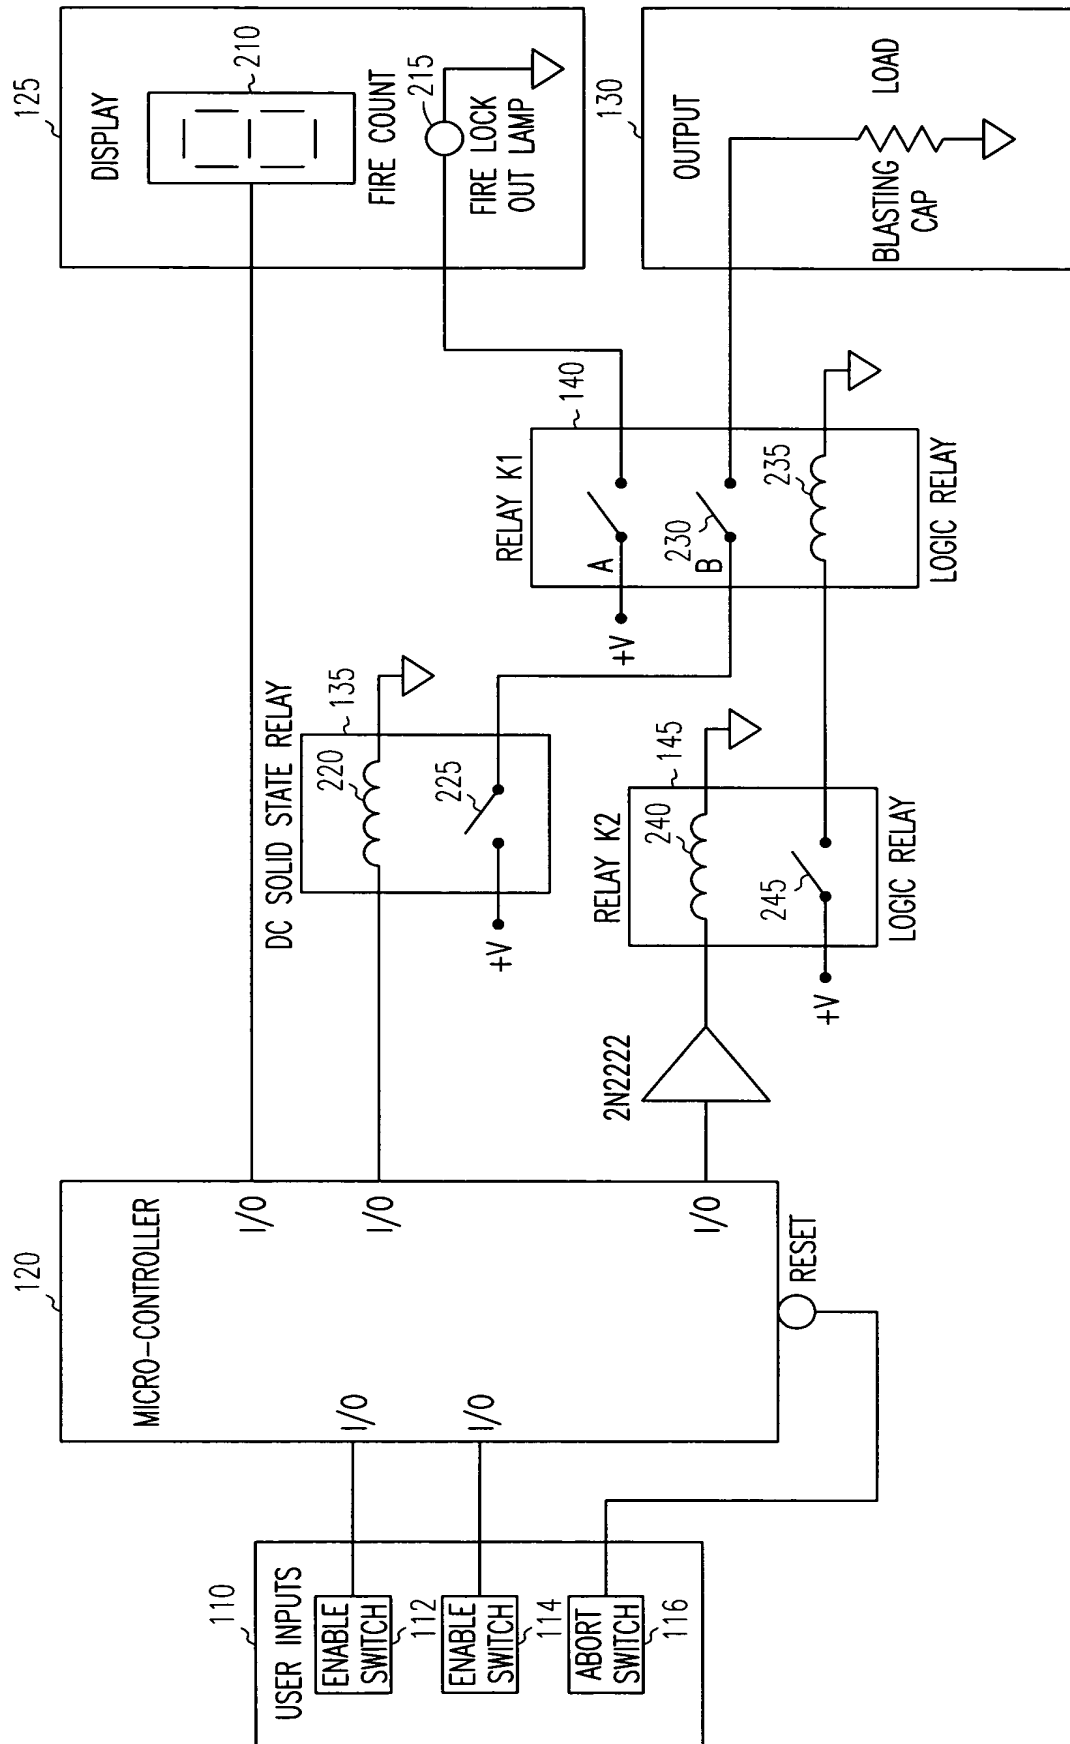 110
USER INPUTS
ENABLE
SWITCH
112
ENABLE
SWITCH
114
ABORT
SWITCH
116
120
MICRO-CONTROLLER
I/O
I/O
I/O
I/O
I/O
RESET
2N2222
DC SOLID STATE RELAY
135
220
225
+V
RELAY K2
145
240
245
+V
LOGIC RELAY
RELAY K1
140
A
+V
230
B
235
LOGIC RELAY
125
DISPLAY
210
FIRE COUNT
215
FIRE LOCK
OUT LAMP
130
OUTPUT
BLASTING
CAP
LOAD